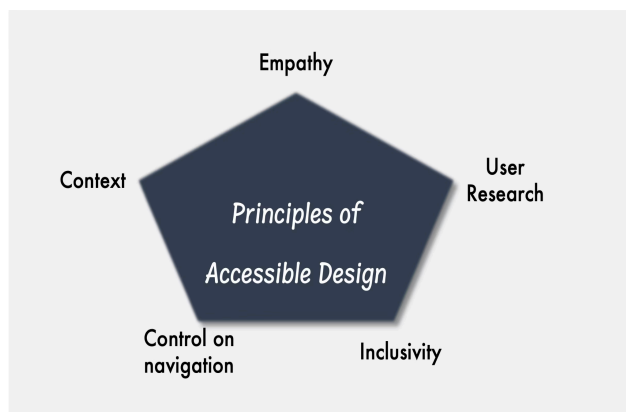 Empathy
Context
User
Research
Principles of
Accessible Design
Control on
navigation
Inclusivity